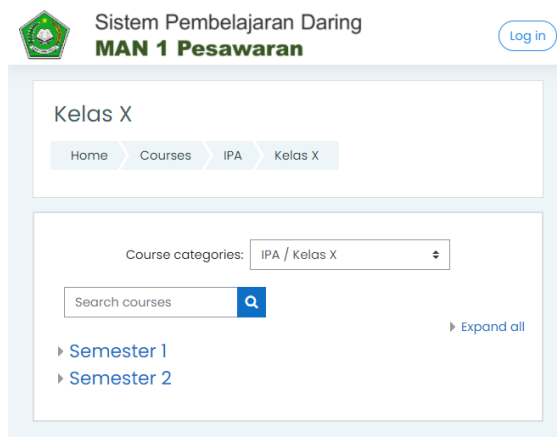 Sistem Pembelajaran Daring
MAN 1 Pesawaran
Log in
Kelas X
Home Courses IPA Kelas X
Course categories: IPA / Kelas X
Search courses
Expand all
Semester 1
Semester 2